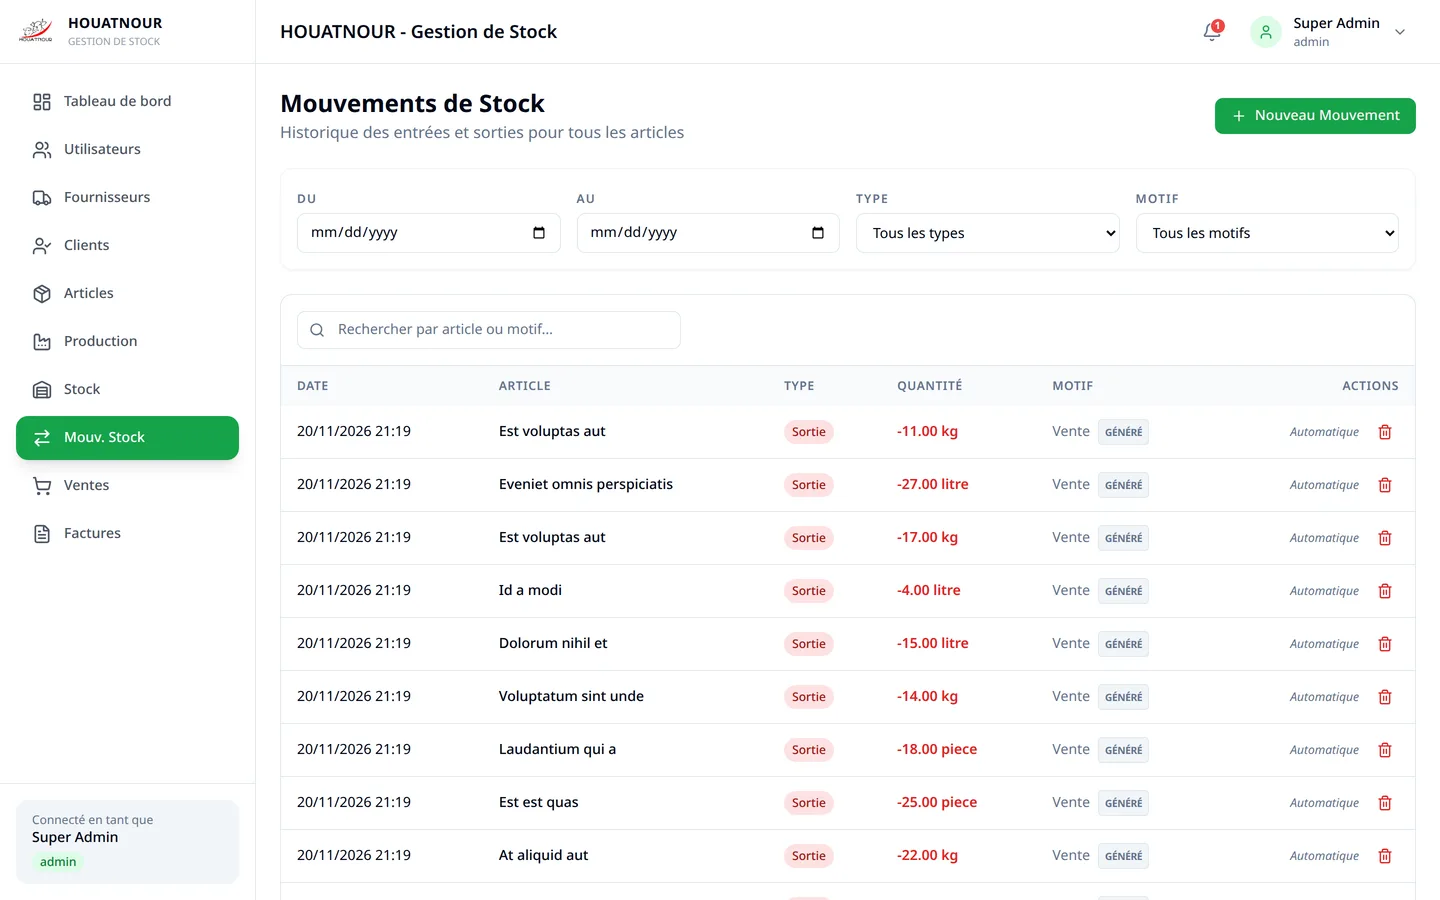 HOUATNOUR
HOUATNOUR
GESTION DE STOCK
Tableau de bord
Utilisateurs
Fournisseurs
Clients
Articles
Production
Stock
Mouv. Stock
Ventes
Factures
Connecté en tant que
Super Admin
admin
HOUATNOUR - Gestion de Stock
1
Super Admin
admin
Mouvements de Stock
Historique des entrées et sorties pour tous les articles
+ Nouveau Mouvement
DU AU TYPE MOTIF
mm/dd/yyyy mm/dd/yyyy Tous les types Tous les motifs
Rechercher par article ou motif...
DATE ARTICLE TYPE QUANTITÉ MOTIF ACTIONS
20/11/2026 21:19 Est voluptas aut Sortie -11.00 kg Vente GÉNÉRÉ Automatique
20/11/2026 21:19 Eveniet omnis perspiciatis Sortie -27.00 litre Vente GÉNÉRÉ Automatique
20/11/2026 21:19 Est voluptas aut Sortie -17.00 kg Vente GÉNÉRÉ Automatique
20/11/2026 21:19 Id a modi Sortie -4.00 litre Vente GÉNÉRÉ Automatique
20/11/2026 21:19 Dolorum nihil et Sortie -15.00 litre Vente GÉNÉRÉ Automatique
20/11/2026 21:19 Voluptatum sint unde Sortie -14.00 kg Vente GÉNÉRÉ Automatique
20/11/2026 21:19 Laudantium qui a Sortie -18.00 piece Vente GÉNÉRÉ Automatique
20/11/2026 21:19 Est est quas Sortie -25.00 piece Vente GÉNÉRÉ Automatique
20/11/2026 21:19 At aliquid aut Sortie -22.00 kg Vente GÉNÉRÉ Automatique